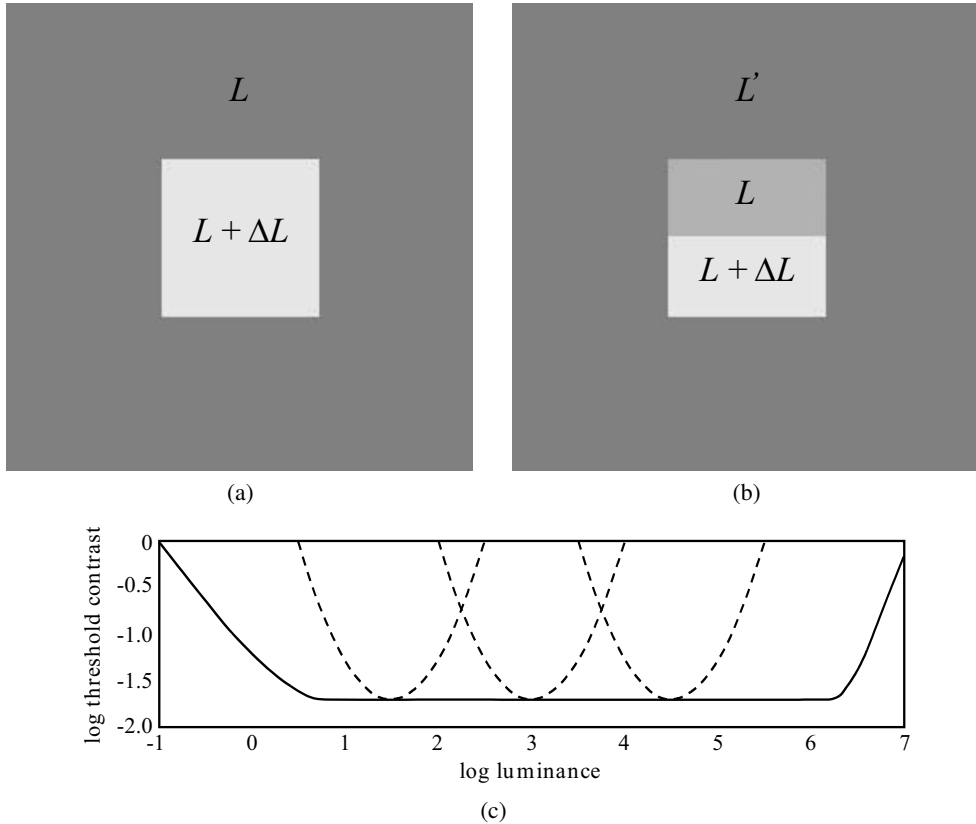 L
L + ΔL
(a)
L’
L
L + ΔL
(b)
log threshold contrast
0
-0.5
-1.0
-1.5
-2.0
-1 0 1 2 3 4 5 6 7
log luminance
(c)